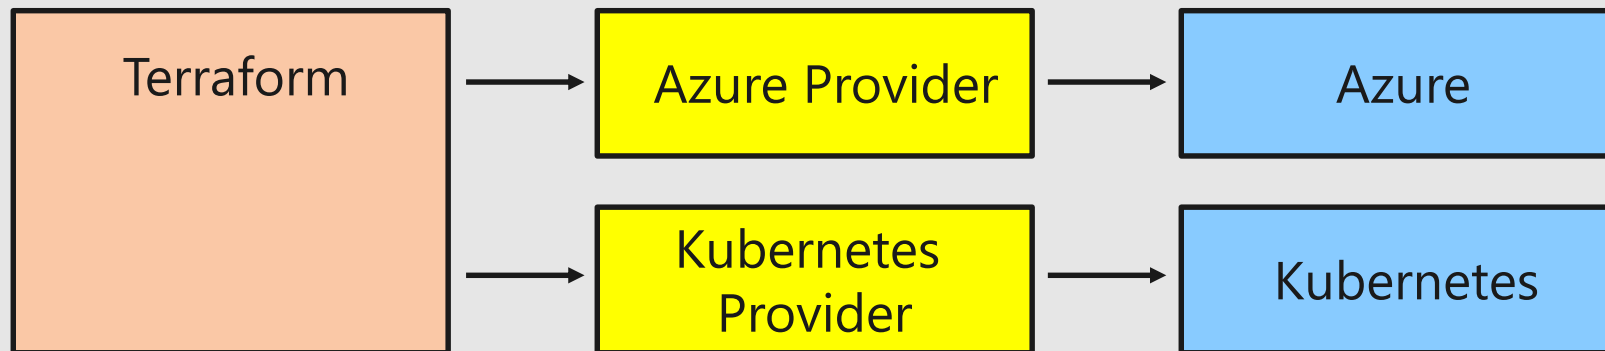 Terraform
Azure Provider
Azure
Kubernetes
Provider
Kubernetes